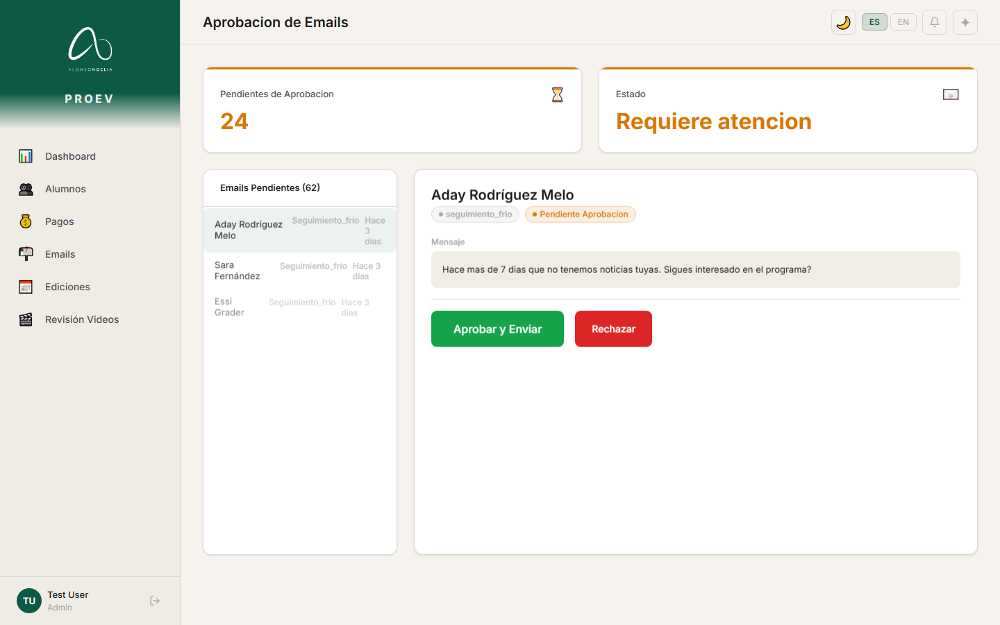 ALONSONOELIA
PROEV
Dashboard
Alumnos
Pagos
Emails
Ediciones
Revisión Videos
TU
Test User
Admin
Aprobacion de Emails
ES
EN
Pendientes de Aprobacion
24
Estado
Requiere atencion
Emails Pendientes (62)
Aday Rodríguez Melo
Seguimiento_frio
Hace 3 días
Sara Fernández
Seguimiento_frio
Hace 3 días
Essi Grader
Seguimiento_frio
Hace 3 días
Aday Rodríguez Melo
seguimiento_frio
Pendiente Aprobacion
Mensaje
Hace mas de 7 dias que no tenemos noticias tuyas. Sigues interesado en el programa?
Aprobar y Enviar
Rechazar